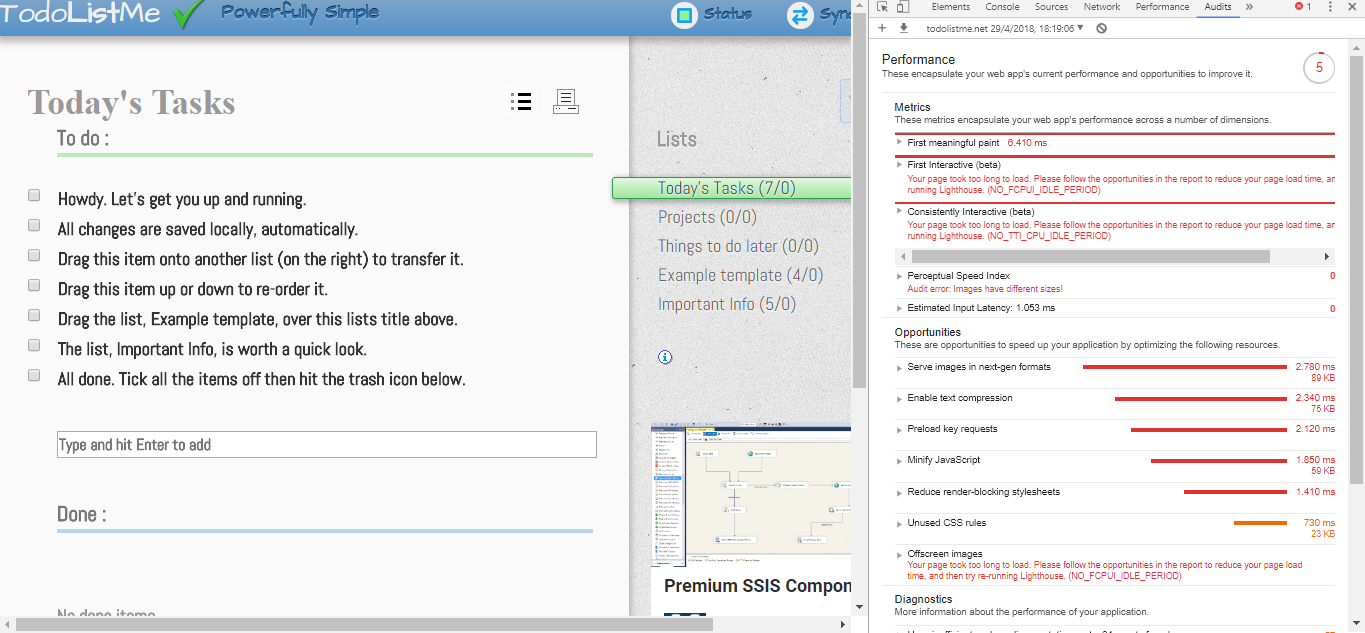 TodoListMe
Powerfully Simple
Status
Sync
Today's Tasks
To do :
Howdy. Let's get you up and running.
All changes are saved locally, automatically.
Drag this item onto another list (on the right) to transfer it.
Drag this item up or down to re-order it.
Drag the list, Example template, over this lists title above.
The list, Important Info, is worth a quick look.
All done. Tick all the items off then hit the trash icon below.
Type and hit Enter to add
Done :
No done items
Lists
Today's Tasks (7/0)
Projects (0/0)
Things to do later (0/0)
Example template (4/0)
Important Info (5/0)
Premium SSIS Compon
Elements Console Sources Network Performance Audits » 1
todolistme.net 29/4/2018, 18:19:06
Performance
These encapsulate your web app's current performance and opportunities to improve it.
5
Metrics
These metrics encapsulate your web app's performance across a number of dimensions.
First meaningful paint 6.410 ms
First Interactive (beta)
Your page took too long to load. Please follow the opportunities in the report to reduce your page load time, an
running Lighthouse. (NO_FCPUI_IDLE_PERIOD)
Consistently Interactive (beta)
Your page took too long to load. Please follow the opportunities in the report to reduce your page load time, an
running Lighthouse. (NO_TTI_CPU_IDLE_PERIOD)
Perceptual Speed Index 0
Audit error: Images have different sizes!
Estimated Input Latency: 1.053 ms 0
Opportunities
These are opportunities to speed up your application by optimizing the following resources.
Serve images in next-gen formats 2.780 ms
89 KB
Enable text compression 2,340 ms
75 KB
Preload key requests 2.120 ms
Minify JavaScript 1.850 ms
59 KB
Reduce render-blocking stylesheets 1.410 ms
Unused CSS rules 730 ms
23 KB
Offscreen images
Your page took too long to load. Please follow the opportunities in the report to reduce your page load
time, and then try re-running Lighthouse. (NO_FCPUI_IDLE_PERIOD)
Diagnostics
More information about the performance of your application.